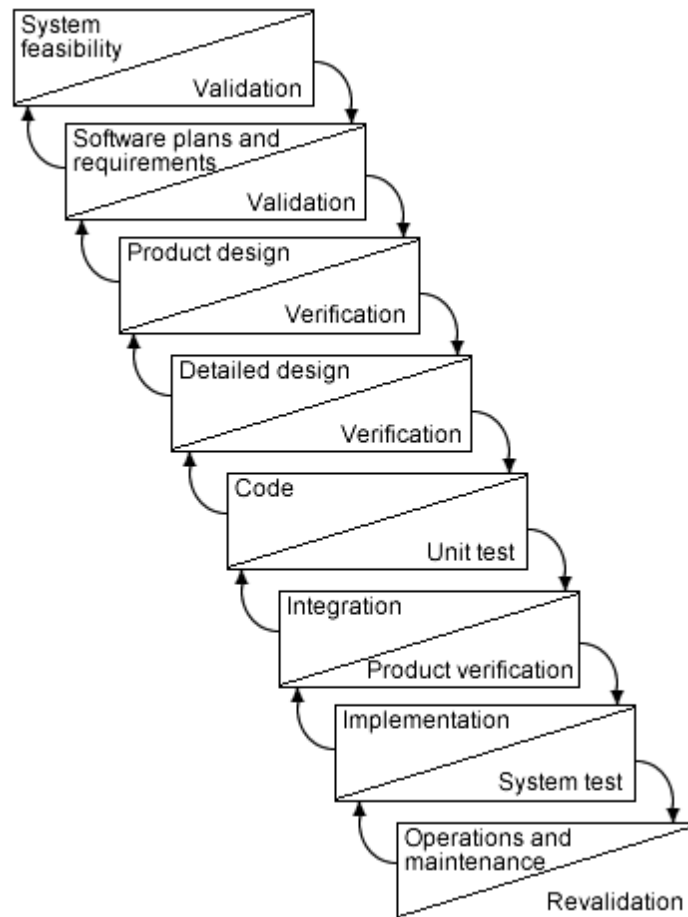 System
feasibility
Validation
Software plans and
requirements
Validation
Product design
Verification
Detailed design
Verification
Code
Unit test
Integration
Product verification
Implementation
System test
Operations and
maintenance
Revalidation